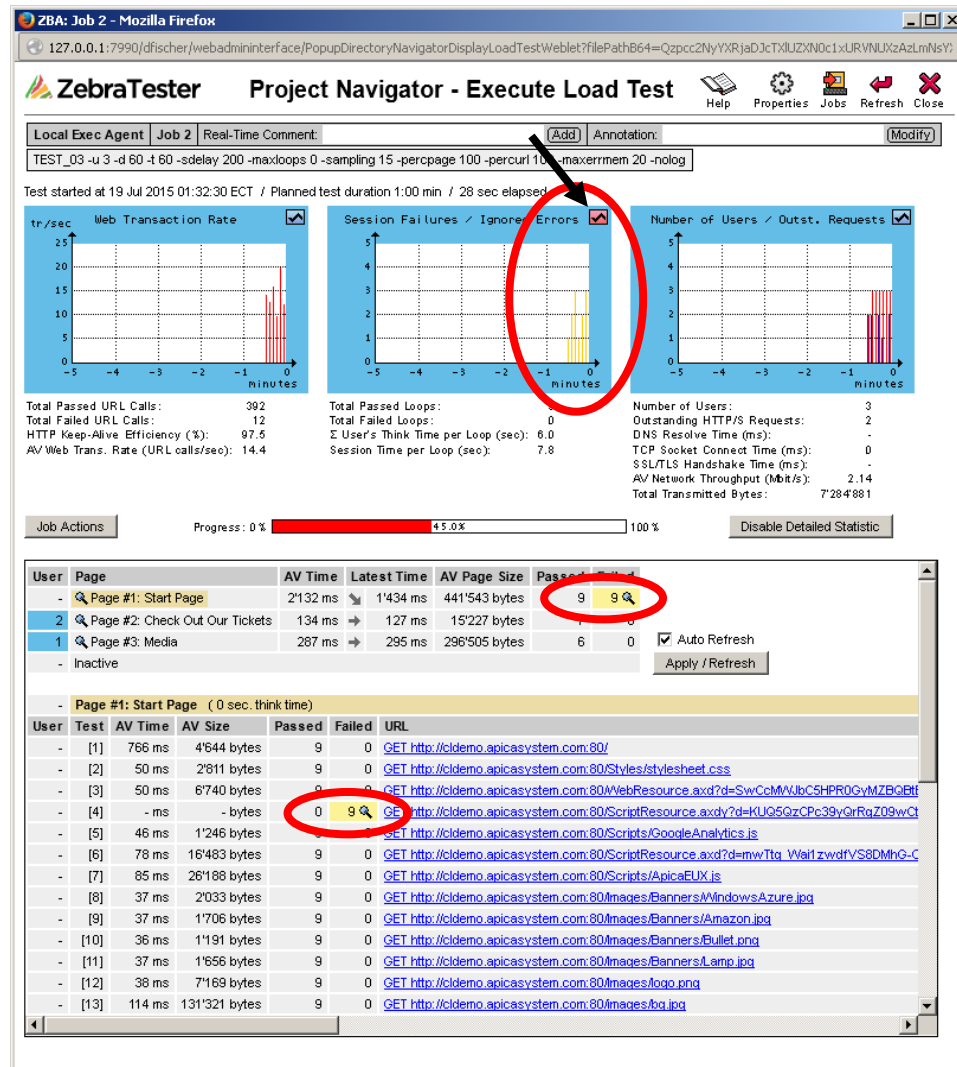 ZBA: Job 2 - Mozilla Firefox
127.0.0.1:7990/dfischer/webadmininterface/PopupDirectoryNavigatorDisplayLoadTestWeblet?filePathB64=
ZebraTester Project Navigator - Execute Load Test Help Properties Jobs Refresh Close
Local Exec Agent Job 2 Real-Time Comment: (Add) Annotation: (Modify)
TEST_03 -u 3 -d 60 -t 60 -sdelay 200 -maxloops 0 -sampling 15 -percpage 100 -percurl -maxerrmem 20 -nolog
Test started at 19 Jul 2015 01:32:30 ECT / Planned test duration 1:00 min / 28 sec elapsed
tr/sec Web Transaction Rate
25
20
15
10
5
0
-5 -4 -3 -2 -1 0
minutes
Session Failures / Ignored Errors
5
4
3
2
1
0
-5 -4 -3 -2 -1 0
minutes
Number of Users / Outst. Requests
5
4
3
2
1
0
-5 -4 -3 -2 -1 0
minutes
Total Passed URL Calls: 392
Total Failed URL Calls: 12
HTTP Keep-Alive Efficiency (%): 97.5
AV Web Trans. Rate (URL calls/sec): 14.4
Total Passed Loops:
Total Failed Loops: 0
Σ User's Think Time per Loop (sec): 6.0
Session Time per Loop (sec): 7.8
Number of Users: 3
Outstanding HTTP/S Requests: 2
DNS Resolve Time (ms): -
TCP Socket Connect Time (ms): 0
SSL/TLS Handshake Time (ms): -
AV Network Throughput (Mbit/s): 2.14
Total Transmitted Bytes: 7'284'881
Job Actions Progress: 0 % 45.0% 100 % Disable Detailed Statistic
User Page AV Time Latest Time AV Page Size Passed Failed
- Page #1: Start Page 2'132 ms 1'434 ms 441'543 bytes 9 9
2 Page #2: Check Out Our Tickets 134 ms 127 ms 15'227 bytes
1 Page #3: Media 287 ms 295 ms 296'505 bytes 6 0
- Inactive
Auto Refresh
Apply / Refresh
- Page #1: Start Page ( 0 sec. think time)
User Test AV Time AV Size Passed Failed URL
- [1] 766 ms 4'644 bytes 9 0 GET http://cldemo.apicasystem.com:80/
- [2] 50 ms 2'811 bytes 9 0 GET http://cldemo.apicasystem.com:80/Styles/stylesheet.css
- [3] 50 ms 6'740 bytes 9 0 GET http://cldemo.apicasystem.com:80/WebResource.axd?d=
- [4] - ms - bytes 0 9 GET http://cldemo.apicasystem.com:80/ScriptResource.axdy?d=
- [5] 46 ms 1'246 bytes 9 0 GET http://cldemo.apicasystem.com:80/Scripts/GoogleAnalytics.js
- [6] 78 ms 16'483 bytes 9 0 GET http://cldemo.apicasystem.com:80/ScriptResource.axd?d=
- [7] 85 ms 26'188 bytes 9 0 GET http://cldemo.apicasystem.com:80/Scripts/ApicaEUX.js
- [8] 37 ms 2'033 bytes 9 0 GET http://cldemo.apicasystem.com:80/Images/Banners/WindowsAzure.jpg
- [9] 37 ms 1'706 bytes 9 0 GET http://cldemo.apicasystem.com:80/Images/Banners/Amazon.jpg
- [10] 36 ms 1'191 bytes 9 0 GET http://cldemo.apicasystem.com:80/Images/Banners/Bullet.png
- [11] 37 ms 1'656 bytes 9 0 GET http://cldemo.apicasystem.com:80/Images/Banners/Lamp.jpg
- [12] 38 ms 7'169 bytes 9 0 GET http://cldemo.apicasystem.com:80/images/logo.png
- [13] 114 ms 131'321 bytes 9 0 GET http://cldemo.apicasystem.com:80/images/bg.jpg